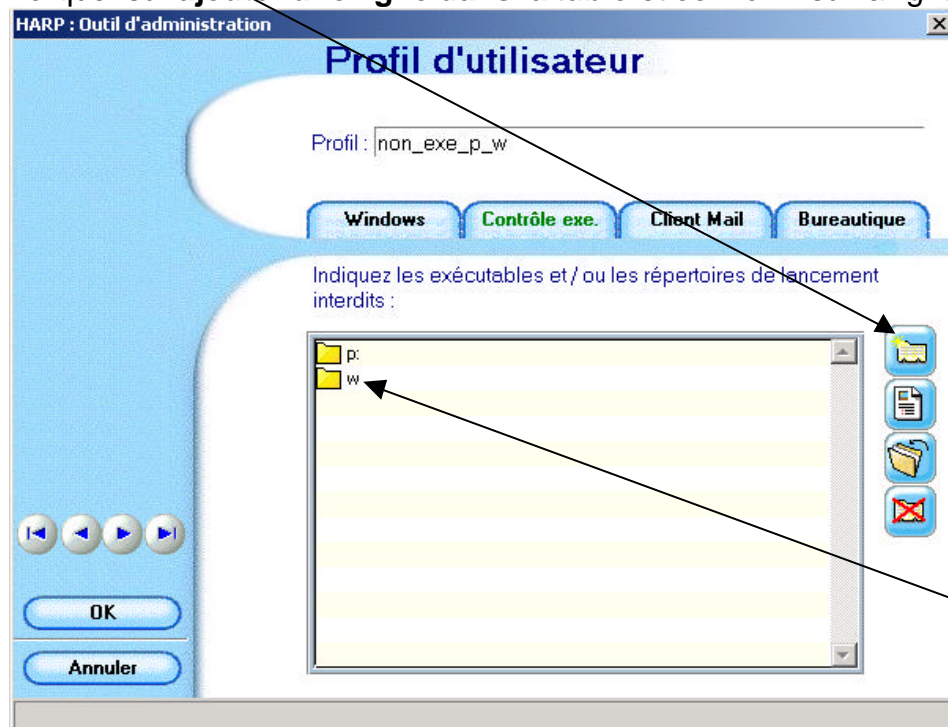 HARP : Outil d'administration
Profil d'utilisateur
Profil : non_exe_p_w
Windows Contrôle exe. Client Mail Bureautique
Indiquez les exécutables et / ou les répertoires de lancement
interdits :
p:
w
OK
Annuler